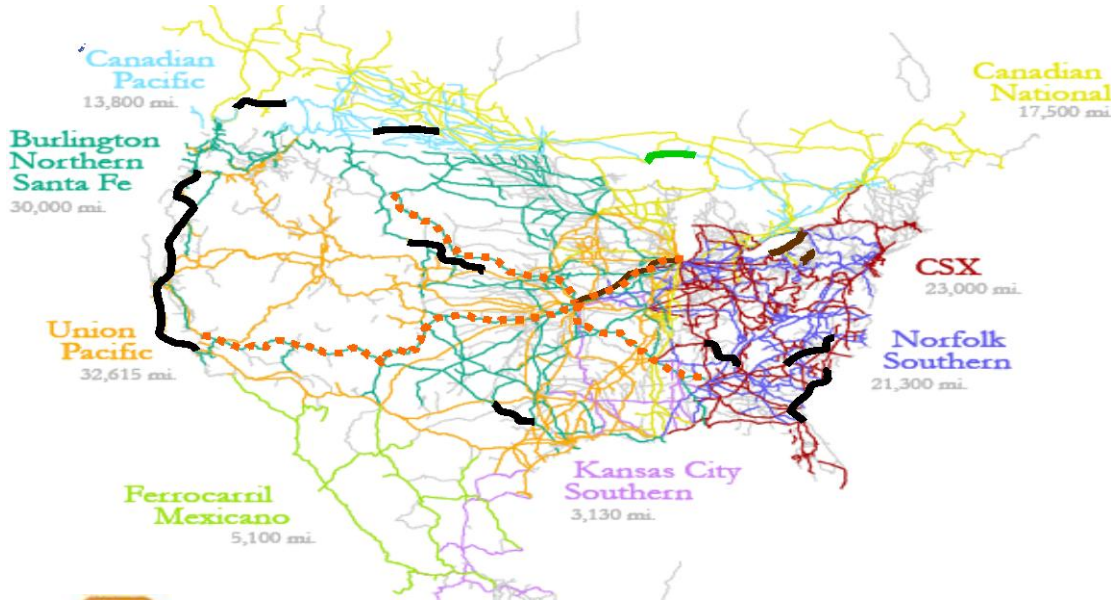 Canadian
Pacific
13,800 mi.
Canadian
National
17,500 mi.
Burlington
Northern
Santa Fe
30,000 mi.
CSX
23,000 mi.
Union
Pacific
32,615 mi.
Norfolk
Southern
21,300 mi.
Kansas City
Southern
3,130 mi.
Ferrocarril
Mexicano
5,100 mi.